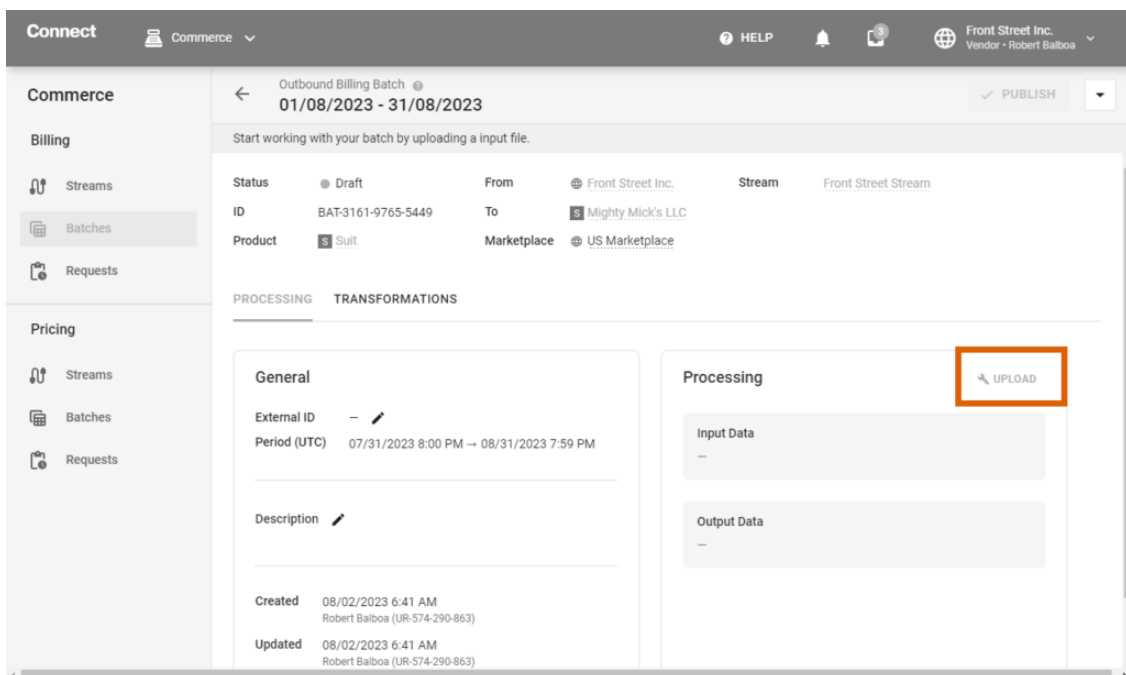 Connect
Commerce
HELP
3
Front Street Inc.
Vendor • Robert Balboa
Commerce
Billing
Streams
Batches
Requests
Pricing
Streams
Batches
Requests
Outbound Billing Batch
01/08/2023 - 31/08/2023
PUBLISH
Start working with your batch by uploading a input file.
Status Draft From Front Street Inc. Stream Front Street Stream
ID BAT-3161-9765-5449 To S Mighty Mick's LLC
Product S Suit Marketplace US Marketplace
PROCESSING TRANSFORMATIONS
General
External ID –
Period (UTC) 07/31/2023 8:00 PM → 08/31/2023 7:59 PM
Description
Created 08/02/2023 6:41 AM
Robert Balboa (UR-574-290-863)
Updated 08/02/2023 6:41 AM
Robert Balboa (UR-574-290-863)
Processing
UPLOAD
Input Data
–
Output Data
–